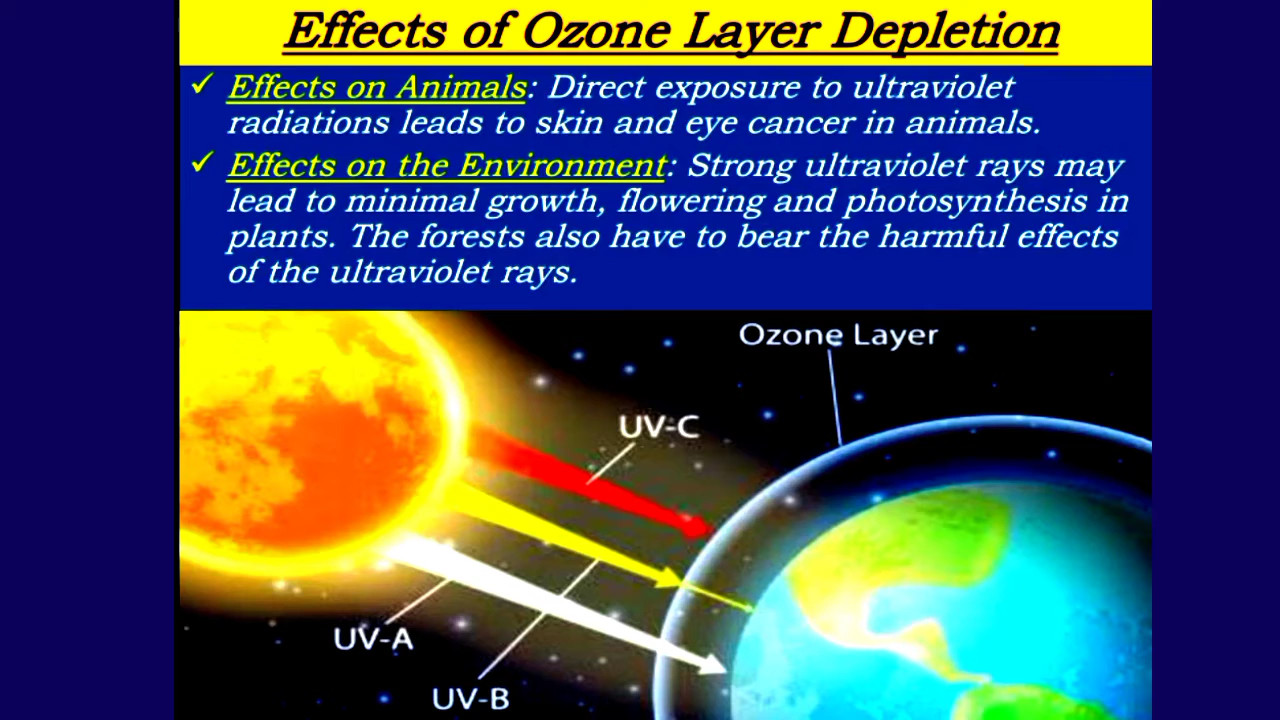 Effects of Ozone Layer Depletion
✓ Effects on Animals: Direct exposure to ultraviolet
radiations leads to skin and eye cancer in animals.
✓ Effects on the Environment: Strong ultraviolet rays may
lead to minimal growth, flowering and photosynthesis in
plants. The forests also have to bear the harmful effects
of the ultraviolet rays.
Ozone Layer
UV-C
UV-A
UV-B